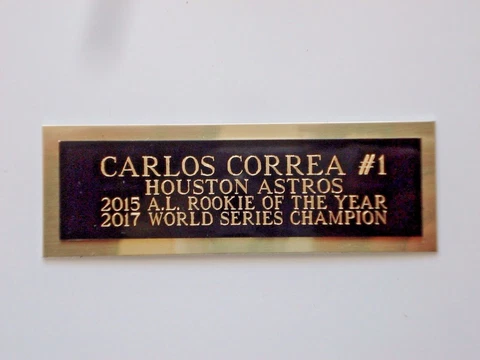 CARLOS CORREA #1
HOUSTON ASTROS
2015 A.L. ROOKIE OF THE YEAR
2017 WORLD SERIES CHAMPION